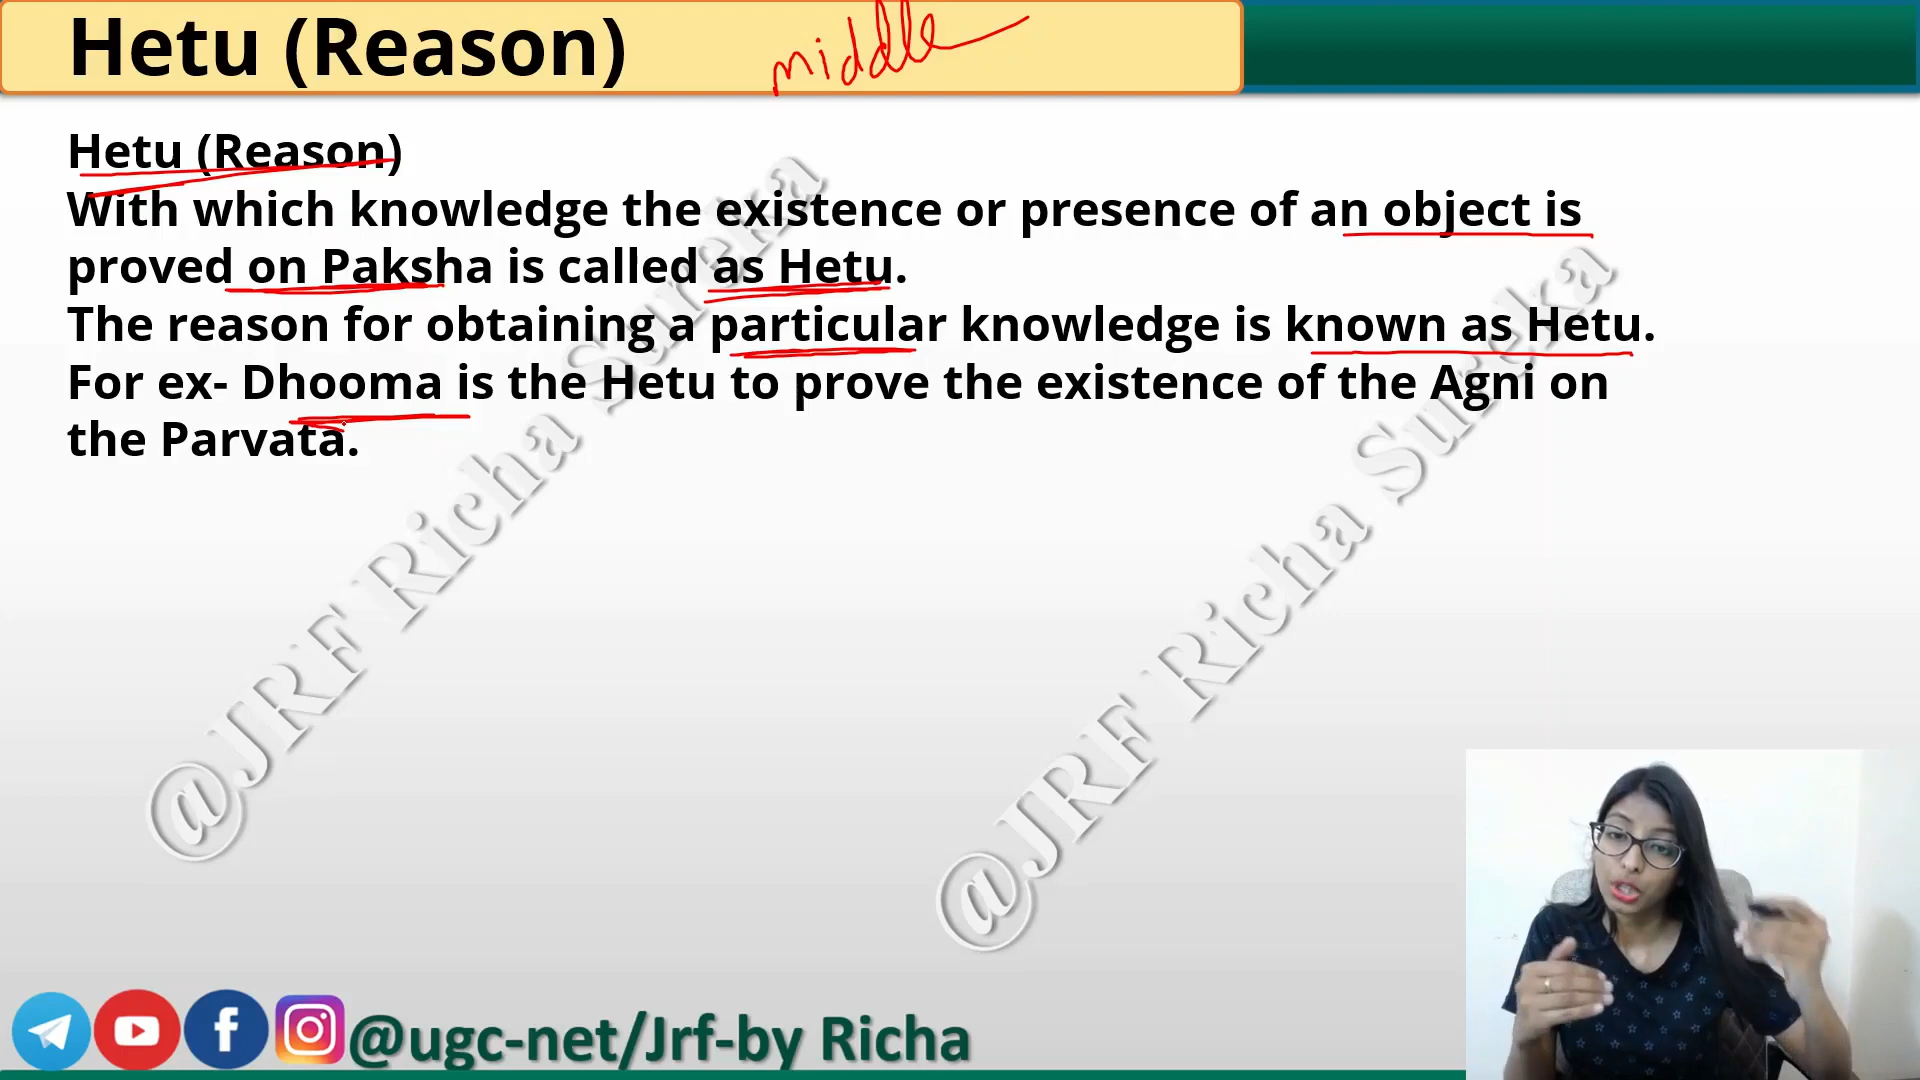 Hetu (Reason)
middle
Hetu (Reason)
With which knowledge the existence or presence of an object is
proved on Paksha is called as Hetu.
The reason for obtaining a particular knowledge is known as Hetu.
For ex- Dhooma is the Hetu to prove the existence of the Agni on
the Parvata.
@JRF Richa Sureka
@JRF Richa Sureka
@ugc-net/Jrf-by Richa